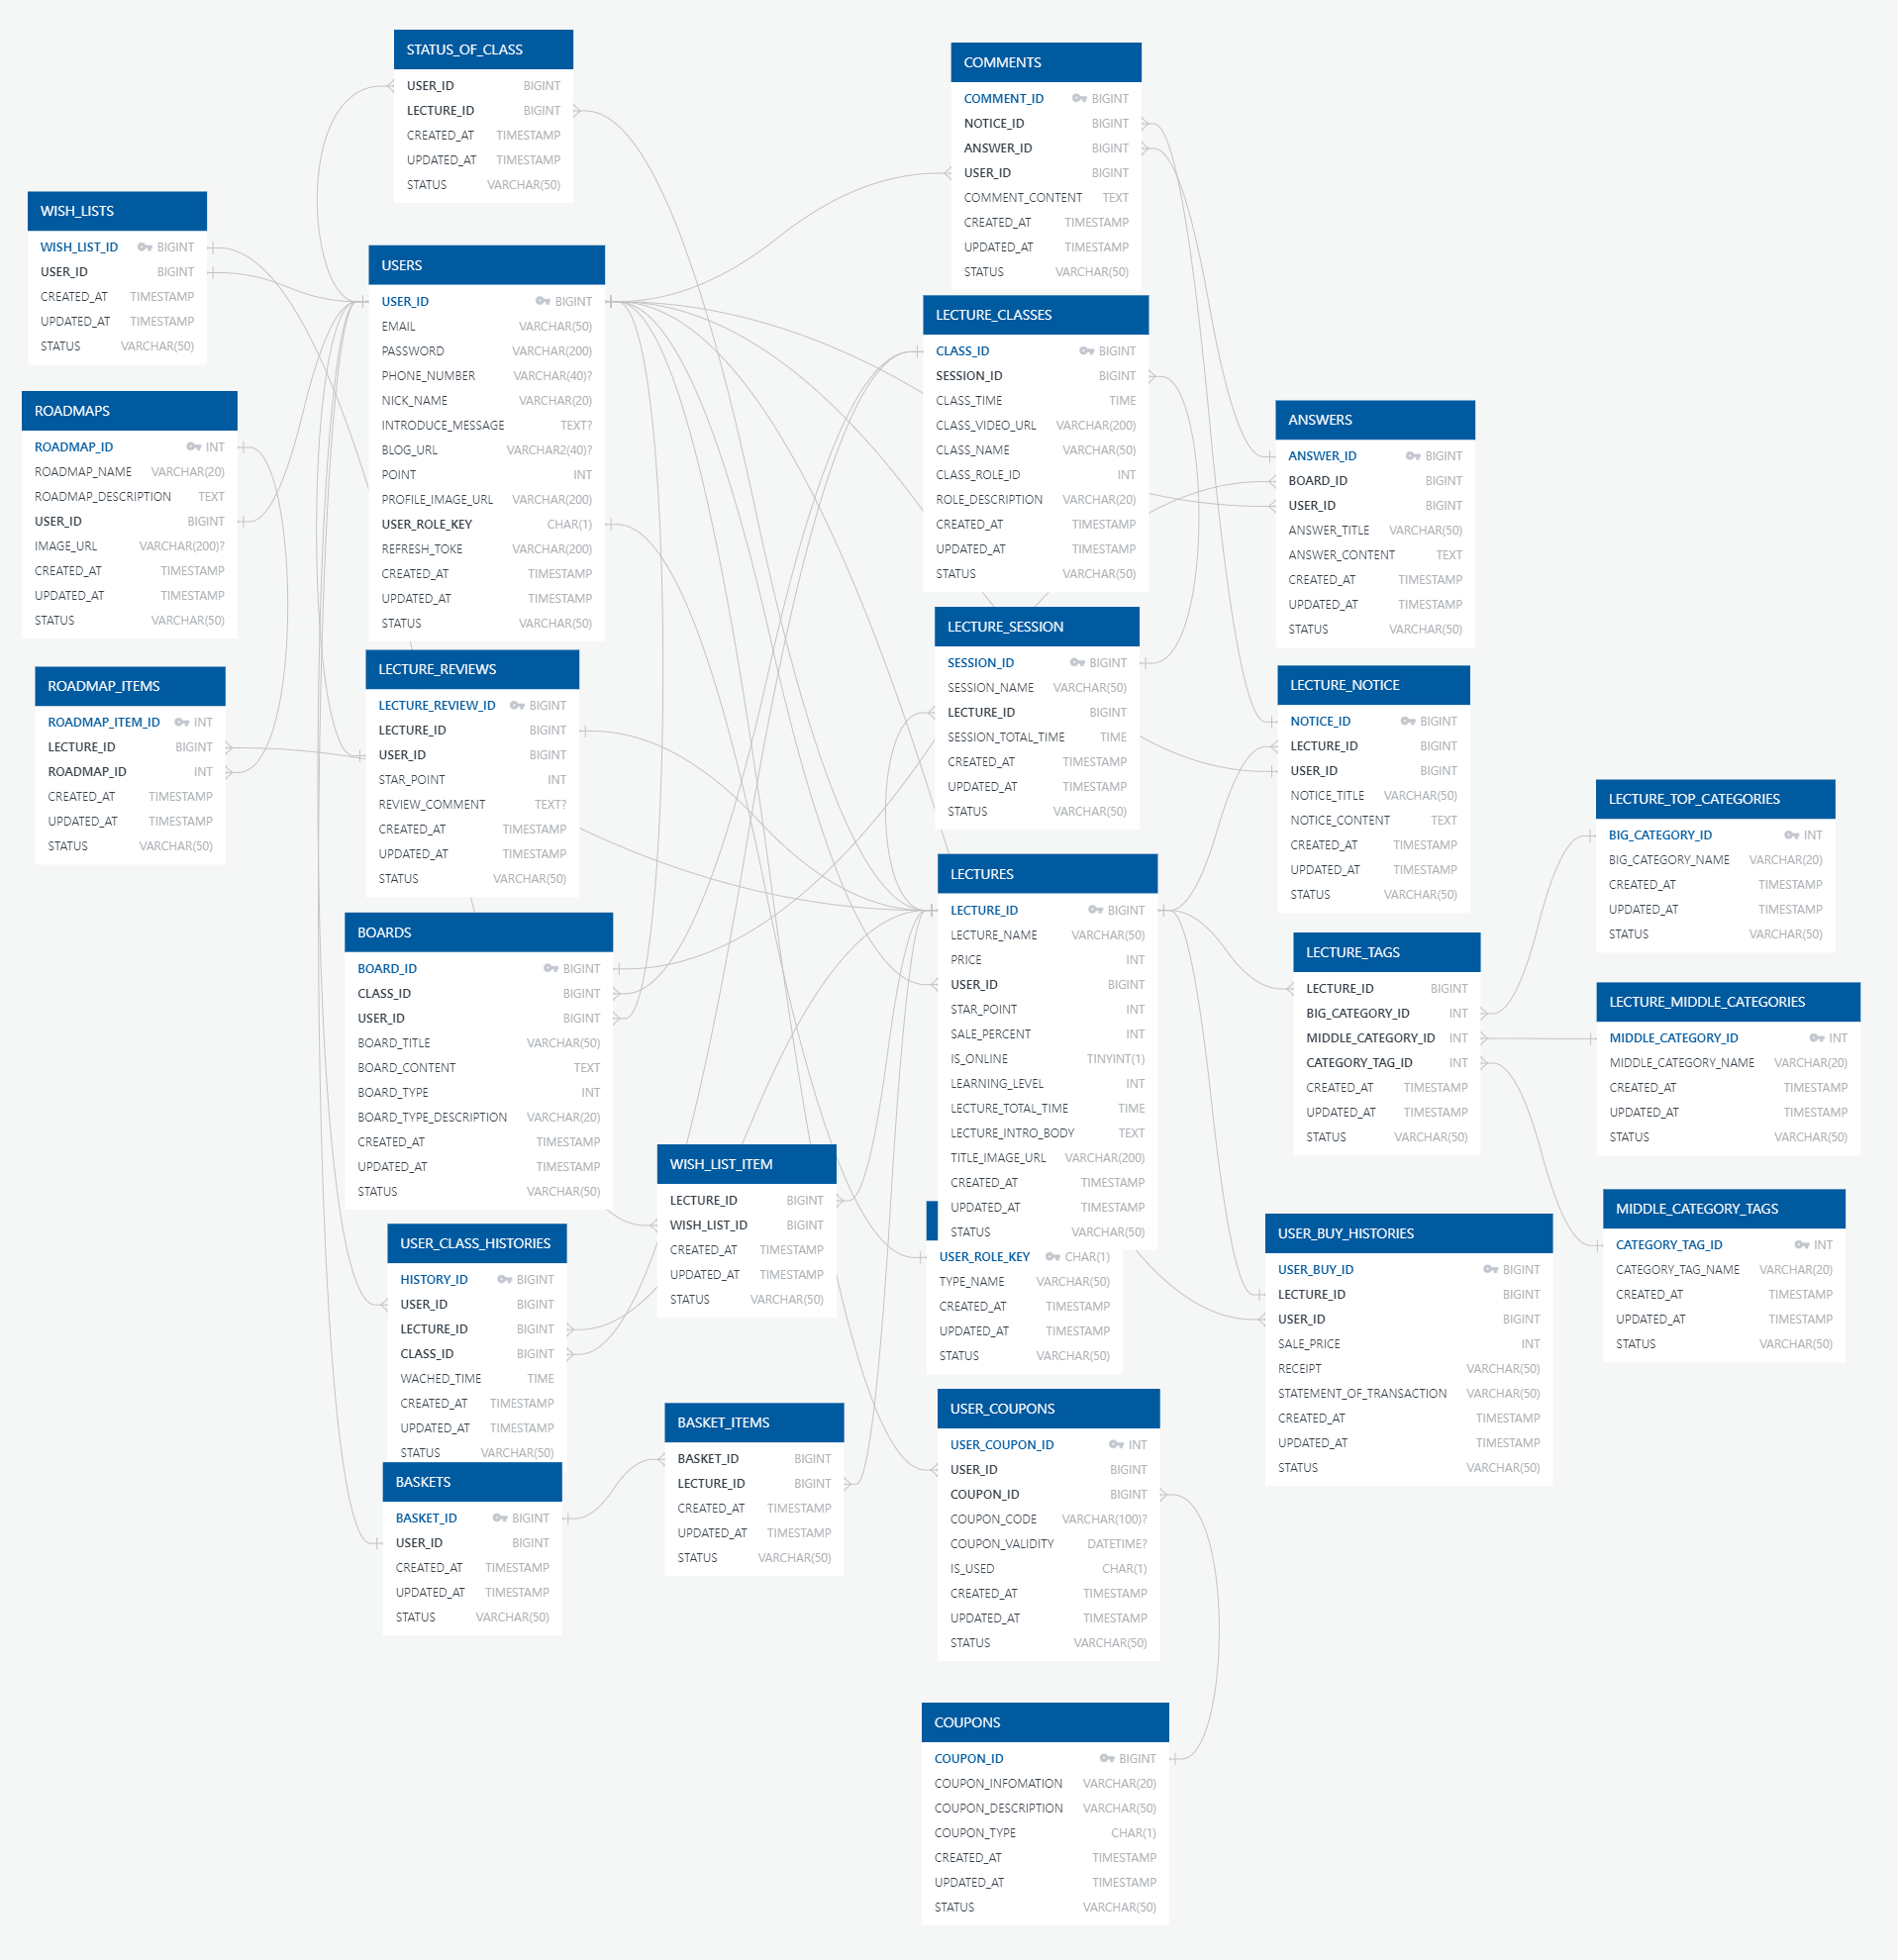 STATUS_OF_CLASS
USER_ID BIGINT
LECTURE_ID BIGINT
CREATED_AT TIMESTAMP
UPDATED_AT TIMESTAMP
STATUS VARCHAR(50)
COMMENTS
COMMENT_ID BIGINT
NOTICE_ID BIGINT
ANSWER_ID BIGINT
USER_ID BIGINT
COMMENT_CONTENT TEXT
CREATED_AT TIMESTAMP
UPDATED_AT TIMESTAMP
STATUS VARCHAR(50)
WISH_LISTS
WISH_LIST_ID BIGINT
USER_ID BIGINT
CREATED_AT TIMESTAMP
UPDATED_AT TIMESTAMP
STATUS VARCHAR(50)
USERS
USER_ID BIGINT
EMAIL VARCHAR(50)
PASSWORD VARCHAR(200)
PHONE_NUMBER VARCHAR(40)?
NICK_NAME VARCHAR(20)
INTRODUCE_MESSAGE TEXT?
BLOG_URL VARCHAR2(40)?
POINT INT
PROFILE_IMAGE_URL VARCHAR(200)
USER_ROLE_KEY CHAR(1)
REFRESH_TOKE VARCHAR(200)
CREATED_AT TIMESTAMP
UPDATED_AT TIMESTAMP
STATUS VARCHAR(50)
LECTURE_CLASSES
CLASS_ID BIGINT
SESSION_ID BIGINT
CLASS_TIME TIME
CLASS_VIDEO_URL VARCHAR(200)
CLASS_NAME VARCHAR(50)
CLASS_ROLE_ID INT
ROLE_DESCRIPTION VARCHAR(20)
CREATED_AT TIMESTAMP
UPDATED_AT TIMESTAMP
STATUS VARCHAR(50)
ROADMAPS
ROADMAP_ID INT
ROADMAP_NAME VARCHAR(20)
ROADMAP_DESCRIPTION TEXT
USER_ID BIGINT
IMAGE_URL VARCHAR(200)?
CREATED_AT TIMESTAMP
UPDATED_AT TIMESTAMP
STATUS VARCHAR(50)
ANSWERS
ANSWER_ID BIGINT
BOARD_ID BIGINT
USER_ID BIGINT
ANSWER_TITLE VARCHAR(50)
ANSWER_CONTENT TEXT
CREATED_AT TIMESTAMP
UPDATED_AT TIMESTAMP
STATUS VARCHAR(50)
LECTURE_SESSION
SESSION_ID BIGINT
SESSION_NAME VARCHAR(50)
LECTURE_ID BIGINT
SESSION_TOTAL_TIME TIME
CREATED_AT TIMESTAMP
UPDATED_AT TIMESTAMP
STATUS VARCHAR(50)
LECTURE_REVIEWS
LECTURE_REVIEW_ID BIGINT
LECTURE_ID BIGINT
USER_ID BIGINT
STAR_POINT INT
REVIEW_COMMENT TEXT?
CREATED_AT TIMESTAMP
UPDATED_AT TIMESTAMP
STATUS VARCHAR(50)
ROADMAP_ITEMS
ROADMAP_ITEM_ID INT
LECTURE_ID BIGINT
ROADMAP_ID INT
CREATED_AT TIMESTAMP
UPDATED_AT TIMESTAMP
STATUS VARCHAR(50)
LECTURE_NOTICE
NOTICE_ID BIGINT
LECTURE_ID BIGINT
USER_ID BIGINT
NOTICE_TITLE VARCHAR(50)
NOTICE_CONTENT TEXT
CREATED_AT TIMESTAMP
UPDATED_AT TIMESTAMP
STATUS VARCHAR(50)
LECTURE_TOP_CATEGORIES
BIG_CATEGORY_ID INT
BIG_CATEGORY_NAME VARCHAR(20)
CREATED_AT TIMESTAMP
UPDATED_AT TIMESTAMP
STATUS VARCHAR(50)
LECTURES
LECTURE_ID BIGINT
LECTURE_NAME VARCHAR(50)
PRICE INT
USER_ID BIGINT
STAR_POINT INT
SALE_PERCENT INT
IS_ONLINE TINYINT(1)
LEARNING_LEVEL INT
LECTURE_TOTAL_TIME TIME
LECTURE_INTRO_BODY TEXT
TITLE_IMAGE_URL VARCHAR(200)
CREATED_AT TIMESTAMP
UPDATED_AT TIMESTAMP
STATUS VARCHAR(50)
BOARDS
BOARD_ID BIGINT
CLASS_ID BIGINT
USER_ID BIGINT
BOARD_TITLE VARCHAR(50)
BOARD_CONTENT TEXT
BOARD_TYPE INT
BOARD_TYPE_DESCRIPTION VARCHAR(20)
CREATED_AT TIMESTAMP
UPDATED_AT TIMESTAMP
STATUS VARCHAR(50)
LECTURE_TAGS
LECTURE_ID BIGINT
BIG_CATEGORY_ID INT
MIDDLE_CATEGORY_ID INT
CATEGORY_TAG_ID INT
CREATED_AT TIMESTAMP
UPDATED_AT TIMESTAMP
STATUS VARCHAR(50)
LECTURE_MIDDLE_CATEGORIES
MIDDLE_CATEGORY_ID INT
MIDDLE_CATEGORY_NAME VARCHAR(20)
CREATED_AT TIMESTAMP
UPDATED_AT TIMESTAMP
STATUS VARCHAR(50)
WISH_LIST_ITEM
LECTURE_ID BIGINT
WISH_LIST_ID BIGINT
CREATED_AT TIMESTAMP
UPDATED_AT TIMESTAMP
STATUS VARCHAR(50)
MIDDLE_CATEGORY_TAGS
CATEGORY_TAG_ID INT
CATEGORY_TAG_NAME VARCHAR(20)
CREATED_AT TIMESTAMP
UPDATED_AT TIMESTAMP
STATUS VARCHAR(50)
USER_ROLE_KEY CHAR(1)
TYPE_NAME VARCHAR(50)
CREATED_AT TIMESTAMP
UPDATED_AT TIMESTAMP
STATUS VARCHAR(50)
USER_BUY_HISTORIES
USER_BUY_ID BIGINT
LECTURE_ID BIGINT
USER_ID BIGINT
SALE_PRICE INT
RECEIPT VARCHAR(50)
STATEMENT_OF_TRANSACTION VARCHAR(50)
CREATED_AT TIMESTAMP
UPDATED_AT TIMESTAMP
STATUS VARCHAR(50)
USER_CLASS_HISTORIES
HISTORY_ID BIGINT
USER_ID BIGINT
LECTURE_ID BIGINT
CLASS_ID BIGINT
WACHED_TIME TIME
CREATED_AT TIMESTAMP
UPDATED_AT TIMESTAMP
STATUS VARCHAR(50)
USER_COUPONS
USER_COUPON_ID INT
USER_ID BIGINT
COUPON_ID BIGINT
COUPON_CODE VARCHAR(100)?
COUPON_VALIDITY DATETIME?
IS_USED CHAR(1)
CREATED_AT TIMESTAMP
UPDATED_AT TIMESTAMP
STATUS VARCHAR(50)
BASKET_ITEMS
BASKET_ID BIGINT
LECTURE_ID BIGINT
CREATED_AT TIMESTAMP
UPDATED_AT TIMESTAMP
STATUS VARCHAR(50)
BASKETS
BASKET_ID BIGINT
USER_ID BIGINT
CREATED_AT TIMESTAMP
UPDATED_AT TIMESTAMP
STATUS VARCHAR(50)
COUPONS
COUPON_ID BIGINT
COUPON_INFOMATION VARCHAR(20)
COUPON_DESCRIPTION VARCHAR(50)
COUPON_TYPE CHAR(1)
CREATED_AT TIMESTAMP
UPDATED_AT TIMESTAMP
STATUS VARCHAR(50)